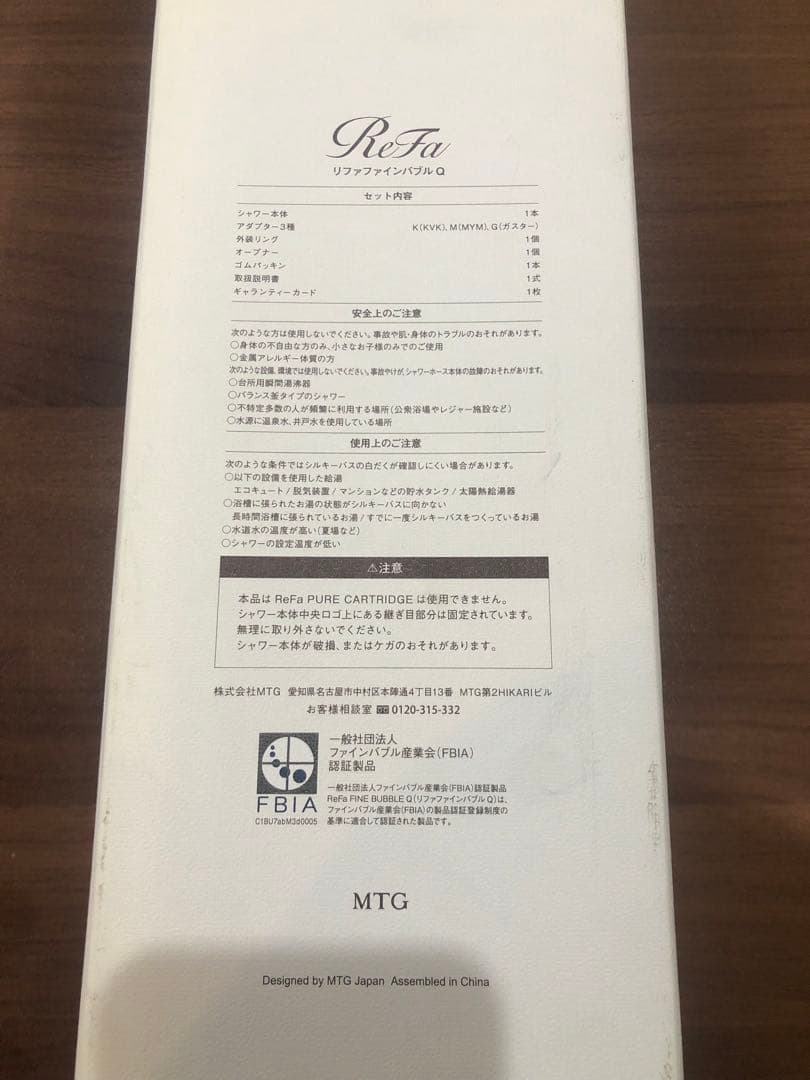 ReFa
リファファインバブル Q
セット内容
シャワー本体 1本
アダプター3種 K(KVK)、M(MYM)、G(ガスター)
外装リング 1個
オープナー 1個
ゴムパッキン 1本
取扱説明書 1式
ギャランティーカード 1枚
安全上のご注意
次のような方は使用しないでください。事故や肌・身体のトラブルのおそれがあります。
○身体の不自由な方のみ、小さなお子様のみでのご使用
○金属アレルギー体質の方
次のような設備、環境では使用しないでください。事故やけが、シャワーホース本体の故障のおそれがあります。
○台所用瞬間湯沸器
○バランス釜タイプのシャワー
○不特定多数の人が頻繁に利用する場所(公衆浴場やレジャー施設など)
○水源に温泉水、井戸水を使用している場所
使用上のご注意
次のような条件ではシルキーバスの白だくが確認しにくい場合があります。
○以下の設備を使用した給湯
エコキュート / 脱気装置 / マンションなどの貯水タンク / 太陽熱給湯器
○浴槽に張られたお湯の状態がシルキーバスに向かない
長時間浴槽に張られているお湯 / すでに一度シルキーバスをつくっているお湯
○水道水の温度が高い(夏場など)
○シャワーの設定温度が低い
⚠注意
本品は ReFa PURE CARTRIDGE は使用できません。
シャワー本体中央ロゴ上にある継ぎ目部分は固定されています。
無理に取り外さないでください。
シャワー本体が破損、またはケガのおそれがあります。
株式会社MTG 愛知県名古屋市中村区本陣通4丁目13番 MTG第2HIKARIビル
お客様相談室 0120-315-332
一般社団法人
ファインバブル産業会(FBIA)
認証製品
FBIA
C1BU7abM3d0005
一般社団法人ファインバブル産業会(FBIA)認証製品
ReFa FINE BUBBLE Q(リファファインバブル Q)は、
ファインバブル産業会(FBIA)の製品認証登録制度の
基準に適合して認証された製品です。
MTG
Designed by MTG Japan Assembled in China